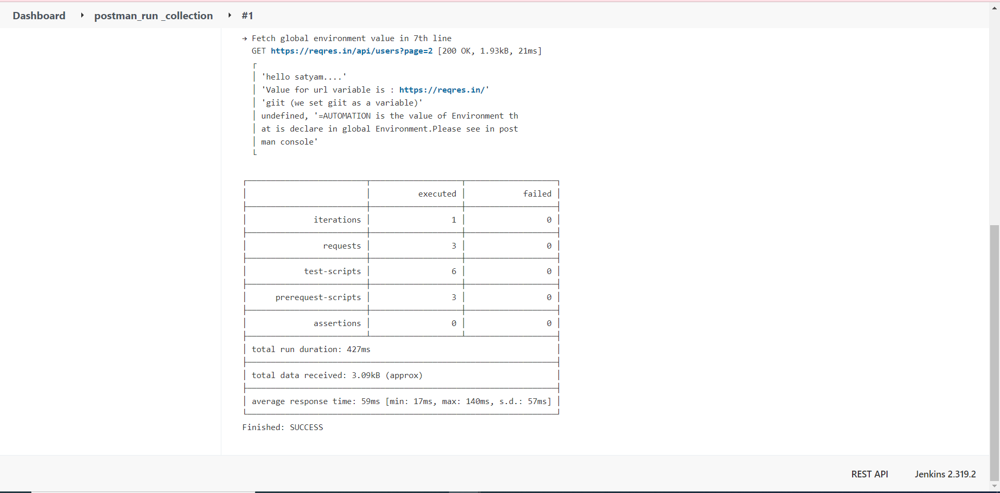 Dashboard ▸ postman_run _collection ▸ #1
→ Fetch global environment value in 7th line
GET https://reqres.in/api/users?page=2 [200 OK, 1.93kB, 21ms]
'hello satyam....'
'Value for url variable is : https://reqres.in/'
'giit (we set giit as a variable)'
undefined, '=AUTOMATION is the value of Environment th
at is declare in global Environment.Please see in post
man console'
executed failed
iterations 1 0
requests 3 0
test-scripts 6 0
prerequest-scripts 3 0
assertions 0 0
total run duration: 427ms
total data received: 3.09kB (approx)
average response time: 59ms [min: 17ms, max: 140ms, s.d.: 57ms]
Finished: SUCCESS
REST API Jenkins 2.319.2